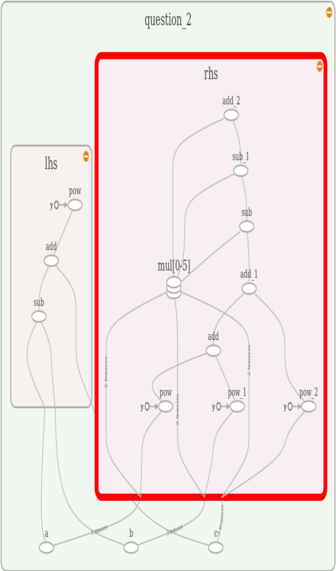 question_2
rhs
add_2
lhs
sub_1
pow
y
add
sub
mul[0-5]
add_1
sub
add
pow
pow_1
pow_2
y
y
y
a
b
c